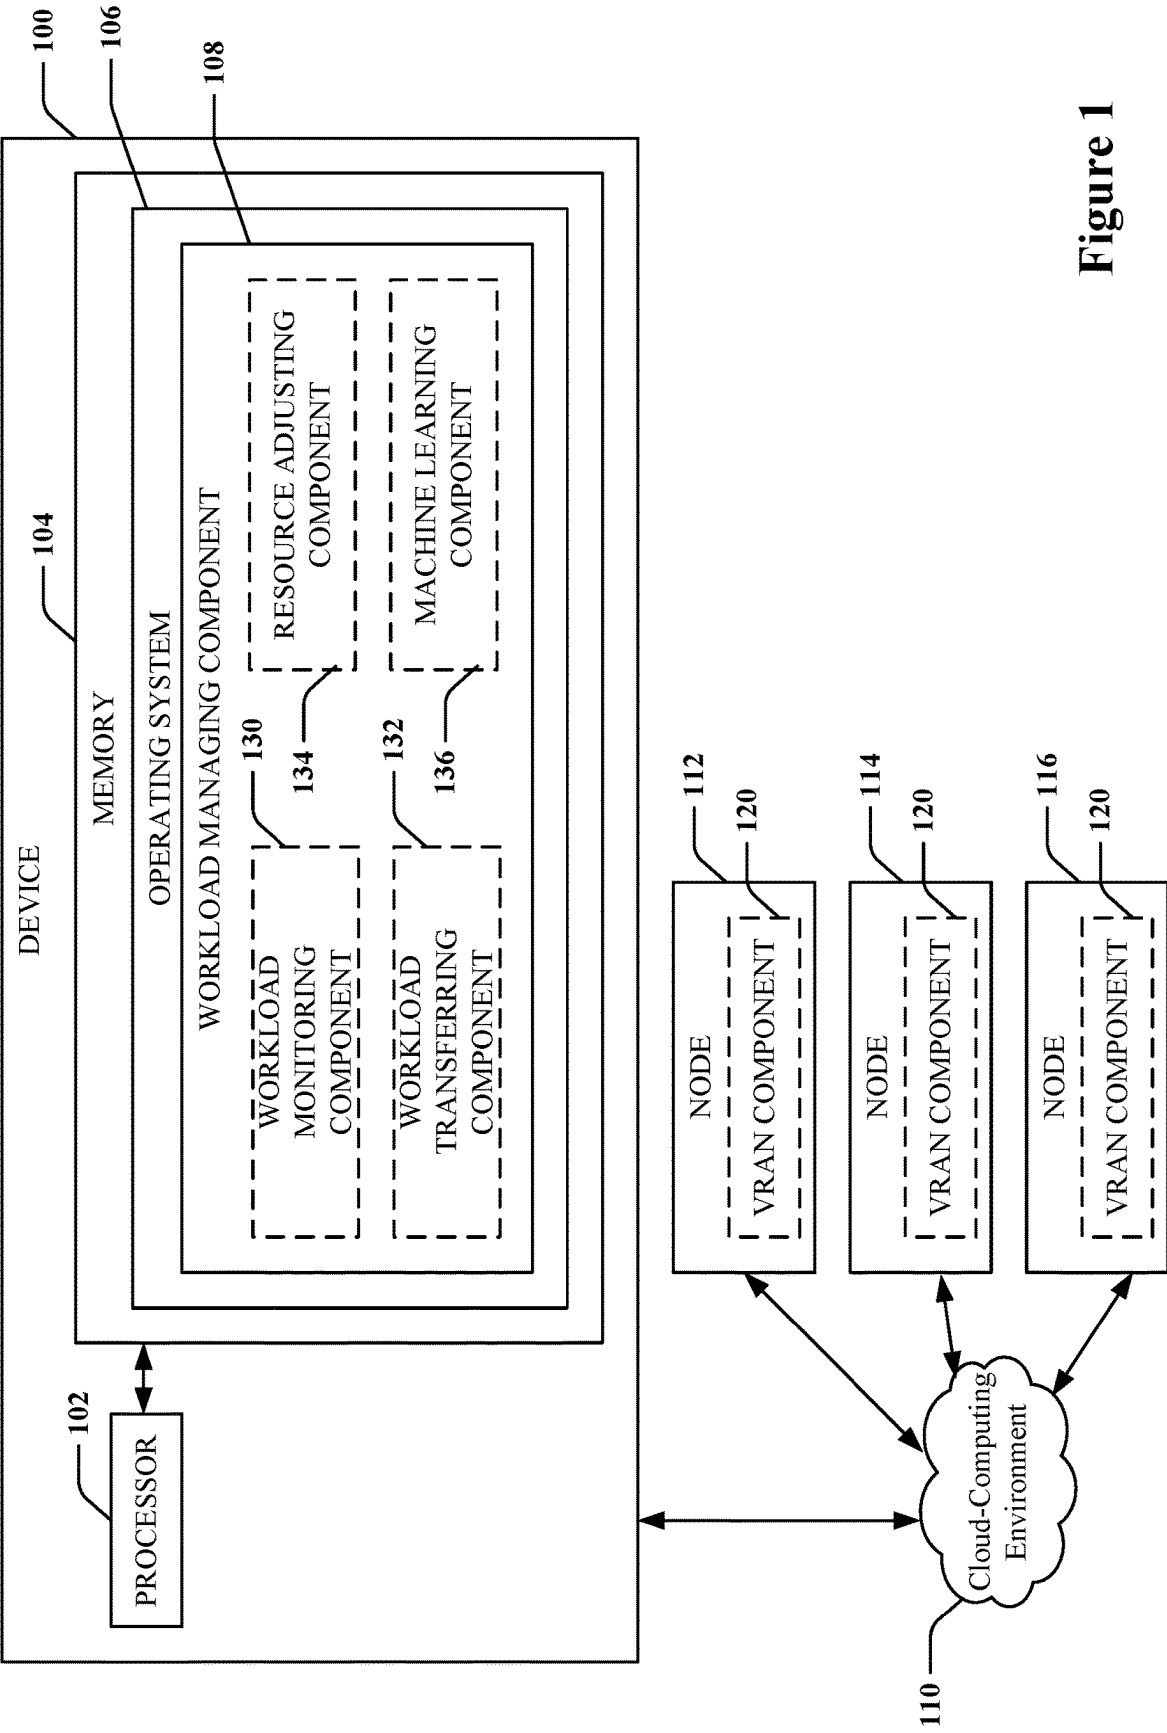 100
106
108
104
DEVICE
MEMORY
OPERATING SYSTEM
WORKLOAD MANAGING COMPONENT
102
PROCESSOR
130
WORKLOAD
MONITORING
COMPONENT
134
RESOURCE ADJUSTING
COMPONENT
132
WORKLOAD
TRANSFERRING
COMPONENT
136
MACHINE LEARNING
COMPONENT
110
Cloud-Computing
Environment
112
NODE
120
VRAN COMPONENT
114
NODE
120
VRAN COMPONENT
116
NODE
120
VRAN COMPONENT
Figure 1